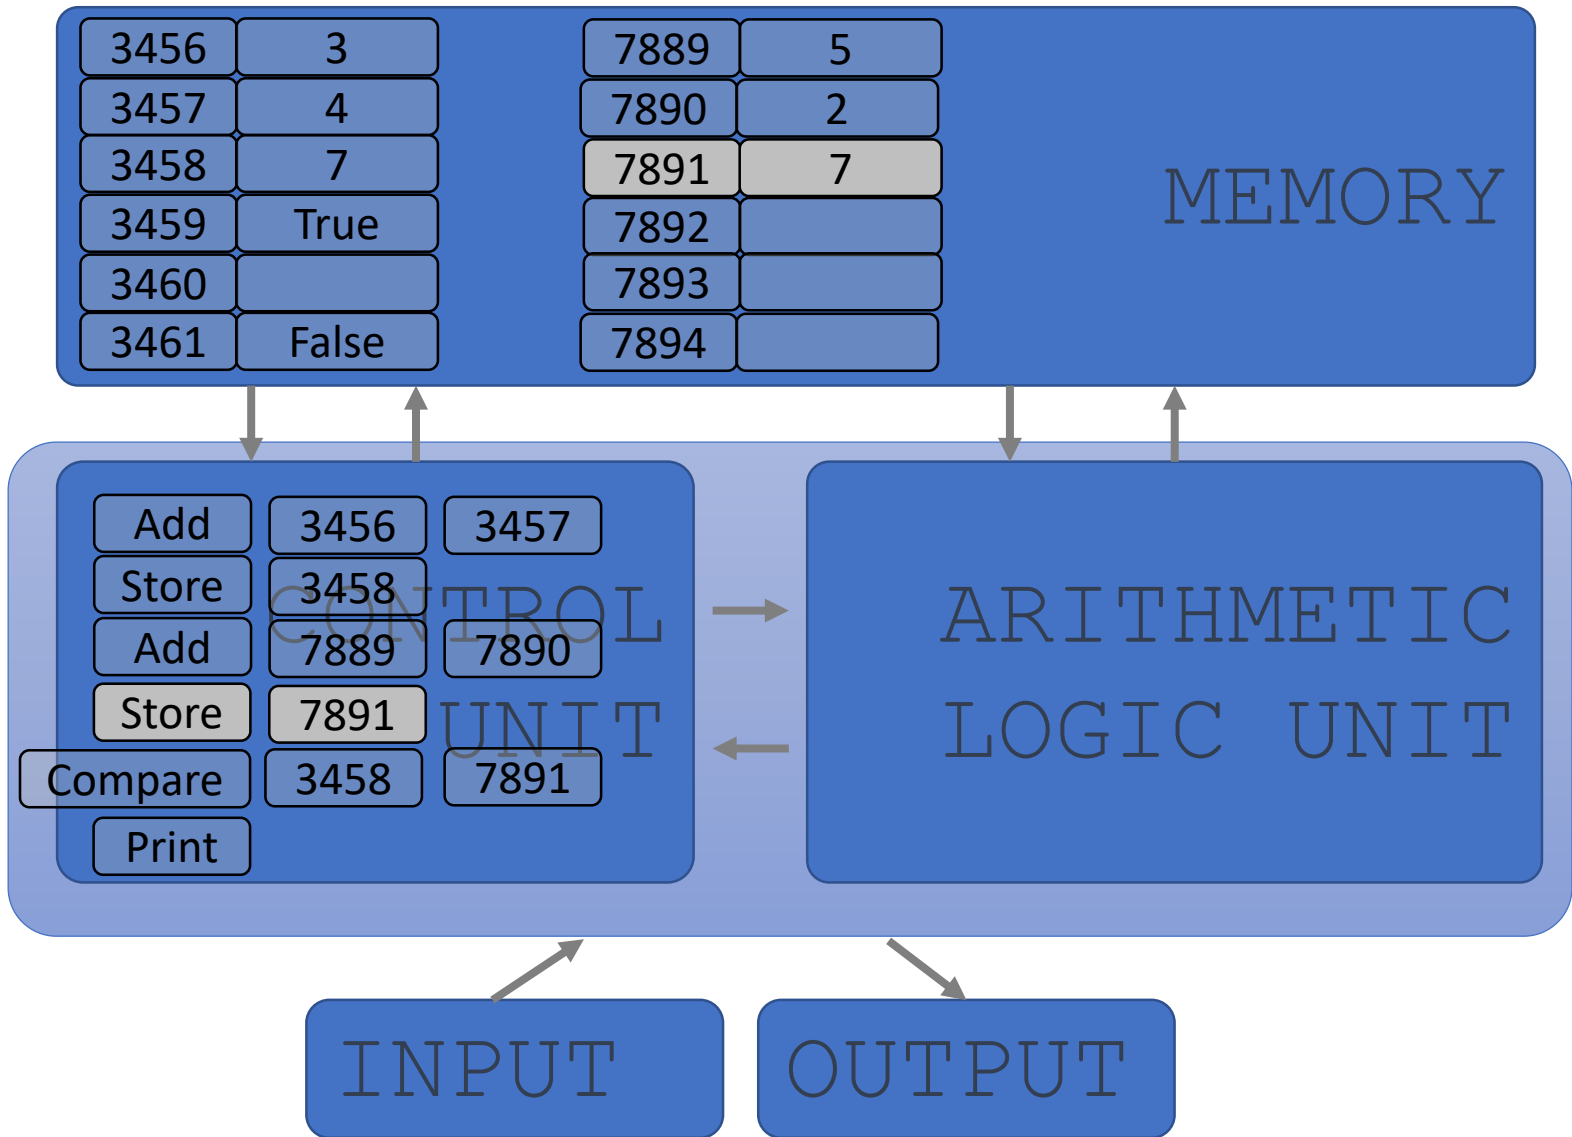 3456 3
3457 4
3458 7
3459 True
3460
3461 False
7889 5
7890 2
7891 7
7892
7893
7894
MEMORY
Add 3456 3457
Store 3458
Add 7889 7890
Store 7891
Compare 3458 7891
Print
CONTROL
UNIT
ARITHMETIC
LOGIC UNIT
INPUT
OUTPUT